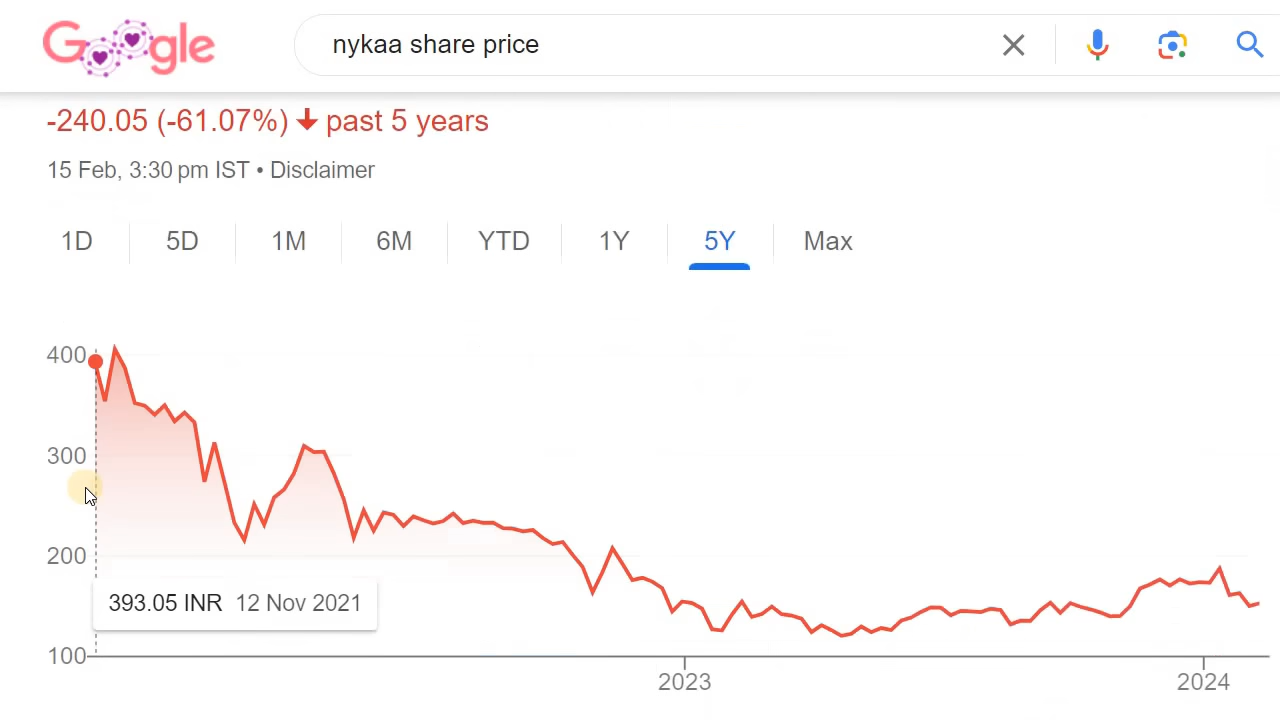 Google
nykaa share price
-240.05 (-61.07%) ↓ past 5 years
15 Feb, 3:30 pm IST • Disclaimer
1D 5D 1M 6M YTD 1Y 5Y Max
400
300
200
393.05 INR 12 Nov 2021
100
2023 2024